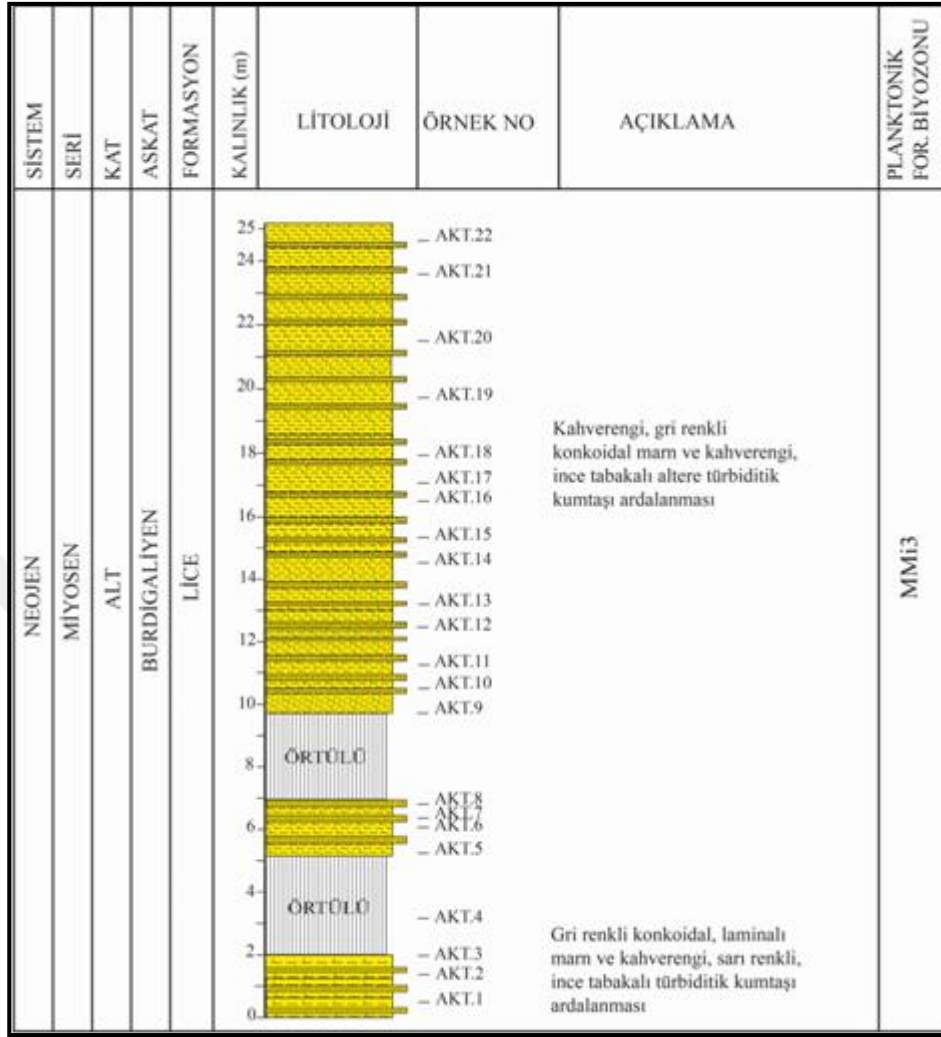 SİSTEM
SERİ
KAT
ASKAT
FORMASYON
KALINLIK (m)
LİTOLOJİ
ÖRNEK NO
AÇIKLAMA
PLANKTONİK
FOR. BİYOZONU
NEOJEN
MİYOSEN
ALT
BURDİGALİYEN
LİCE
25
24
22
20
18
16
14
12
10
8
6
4
2
0
ÖRTÜLÜ
ÖRTÜLÜ
AKT.22
AKT.21
AKT.20
AKT.19
AKT.18
AKT.17
AKT.16
AKT.15
AKT.14
AKT.13
AKT.12
AKT.11
AKT.10
AKT.9
AKT.8
AKT.7
AKT.6
AKT.5
AKT.4
AKT.3
AKT.2
AKT.1
Kahverengi, gri renkli
konkoidal marn ve kahverengi,
ince tabakalı altere türbiditik
kumtaşı ardalanması
Gri renkli konkoidal, laminalı
marn ve kahverengi, sarı renkli,
ince tabakalı türbiditik kumtaşı
ardalanması
MMi3